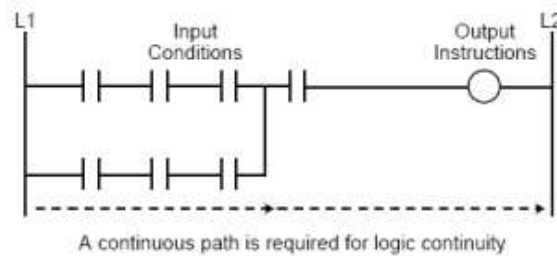 L1
L2
Input
Conditions
Output
Instructions
A continuous path is required for logic continuity